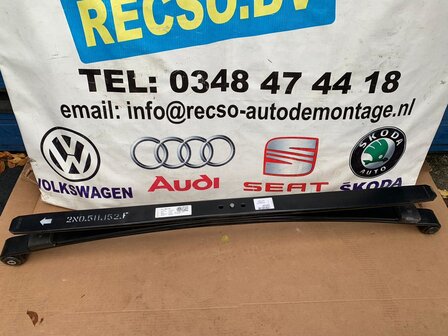 RECSO.BV
TEL: 0348 47 44 18
email: info@recso-autodemontage.nl
ŠKODA
AUTO
VOLKSWAGEN
Audi
SEAT
ŠKODA
2N0.511.152.F